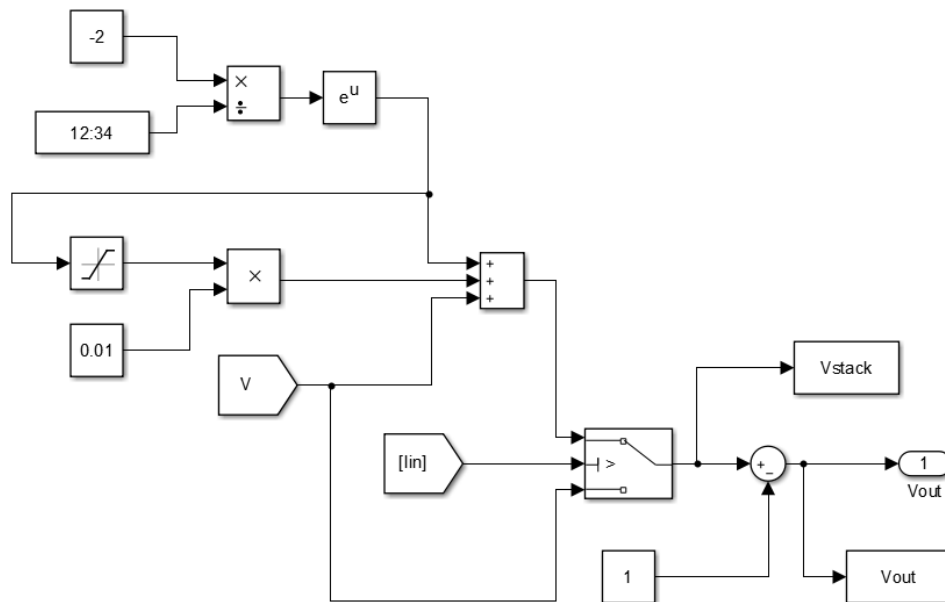 -2
×
÷
e^u
12:34
×
+
+
+
0.01
V
Vstack
[Iin]
>
+
−
1
Vout
1
Vout